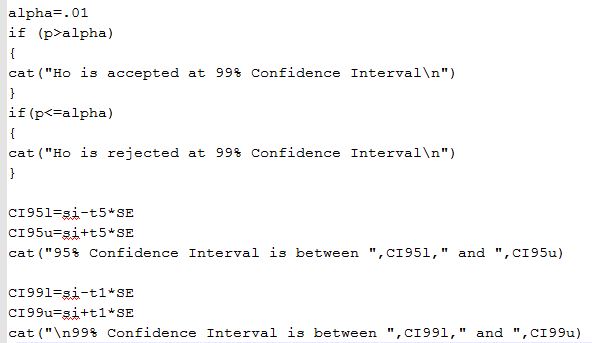 alpha=.01
if (p>alpha)
{
cat("Ho is accepted at 99% Confidence Interval\n")
}
if(p<=alpha)
{
cat("Ho is rejected at 99% Confidence Interval\n")
}
CI95l=si-t5*SE
CI95u=si+t5*SE
cat("95% Confidence Interval is between ",CI95l," and ",CI95u)
CI99l=si-t1*SE
CI99u=si+t1*SE
cat("\n99% Confidence Interval is between ",CI99l," and ",CI99u)